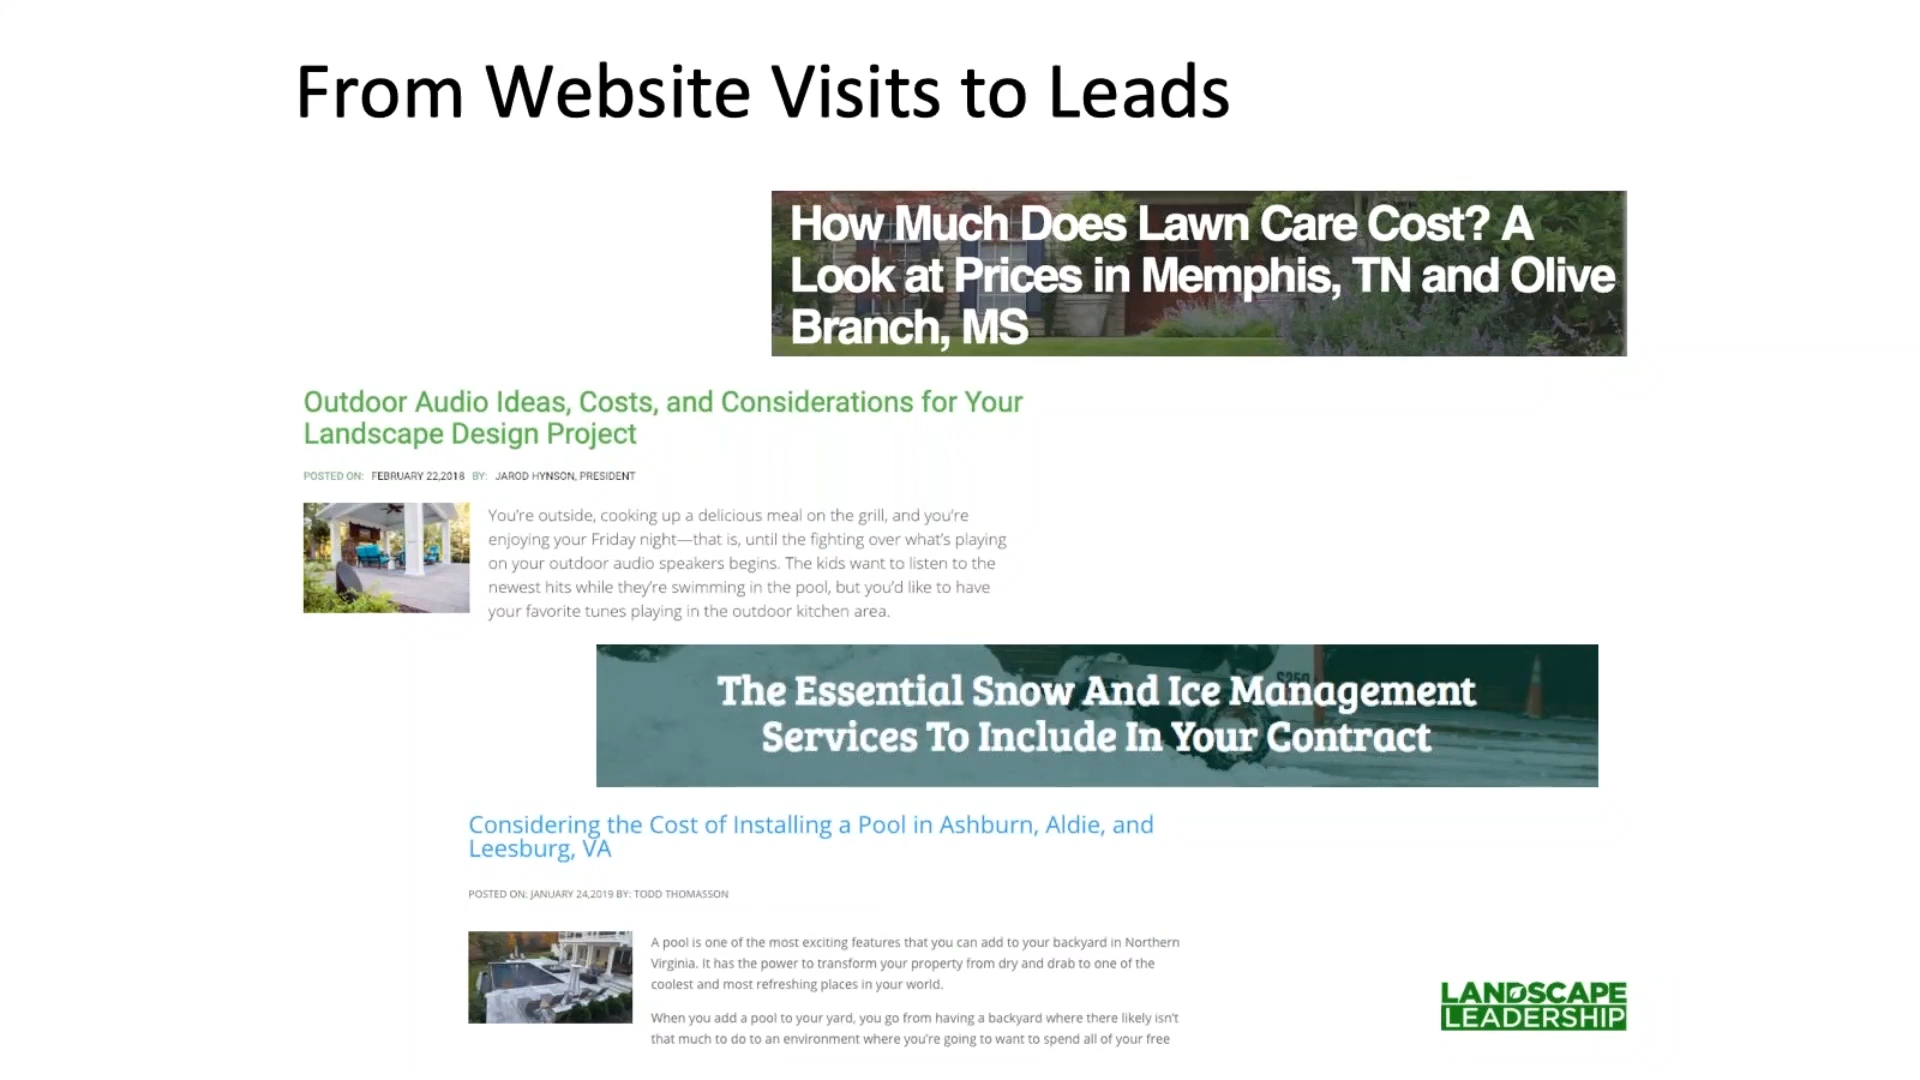 From Website Visits to Leads
How Much Does Lawn Care Cost? A
Look at Prices in Memphis, TN and Olive
Branch, MS
Outdoor Audio Ideas, Costs, and Considerations for Your
Landscape Design Project
POSTED ON: FEBRUARY 22,2018 BY: JAROD HYNSON, PRESIDENT
You're outside, cooking up a delicious meal on the grill, and you're
enjoying your Friday night—that is, until the fighting over what's playing
on your outdoor audio speakers begins. The kids want to listen to the
newest hits while they're swimming in the pool, but you'd like to have
your favorite tunes playing in the outdoor kitchen area.
The Essential Snow And Ice Management
Services To Include In Your Contract
Considering the Cost of Installing a Pool in Ashburn, Aldie, and
Leesburg, VA
POSTED ON: JANUARY 24,2019 BY: TODD THOMASSON
A pool is one of the most exciting features that you can add to your backyard in Northern
Virginia. It has the power to transform your property from dry and drab to one of the
coolest and most refreshing places in your world.
When you add a pool to your yard, you go from having a backyard where there likely isn't
that much to do to an environment where you're going to want to spend all of your free
LANDSCAPE
LEADERSHIP